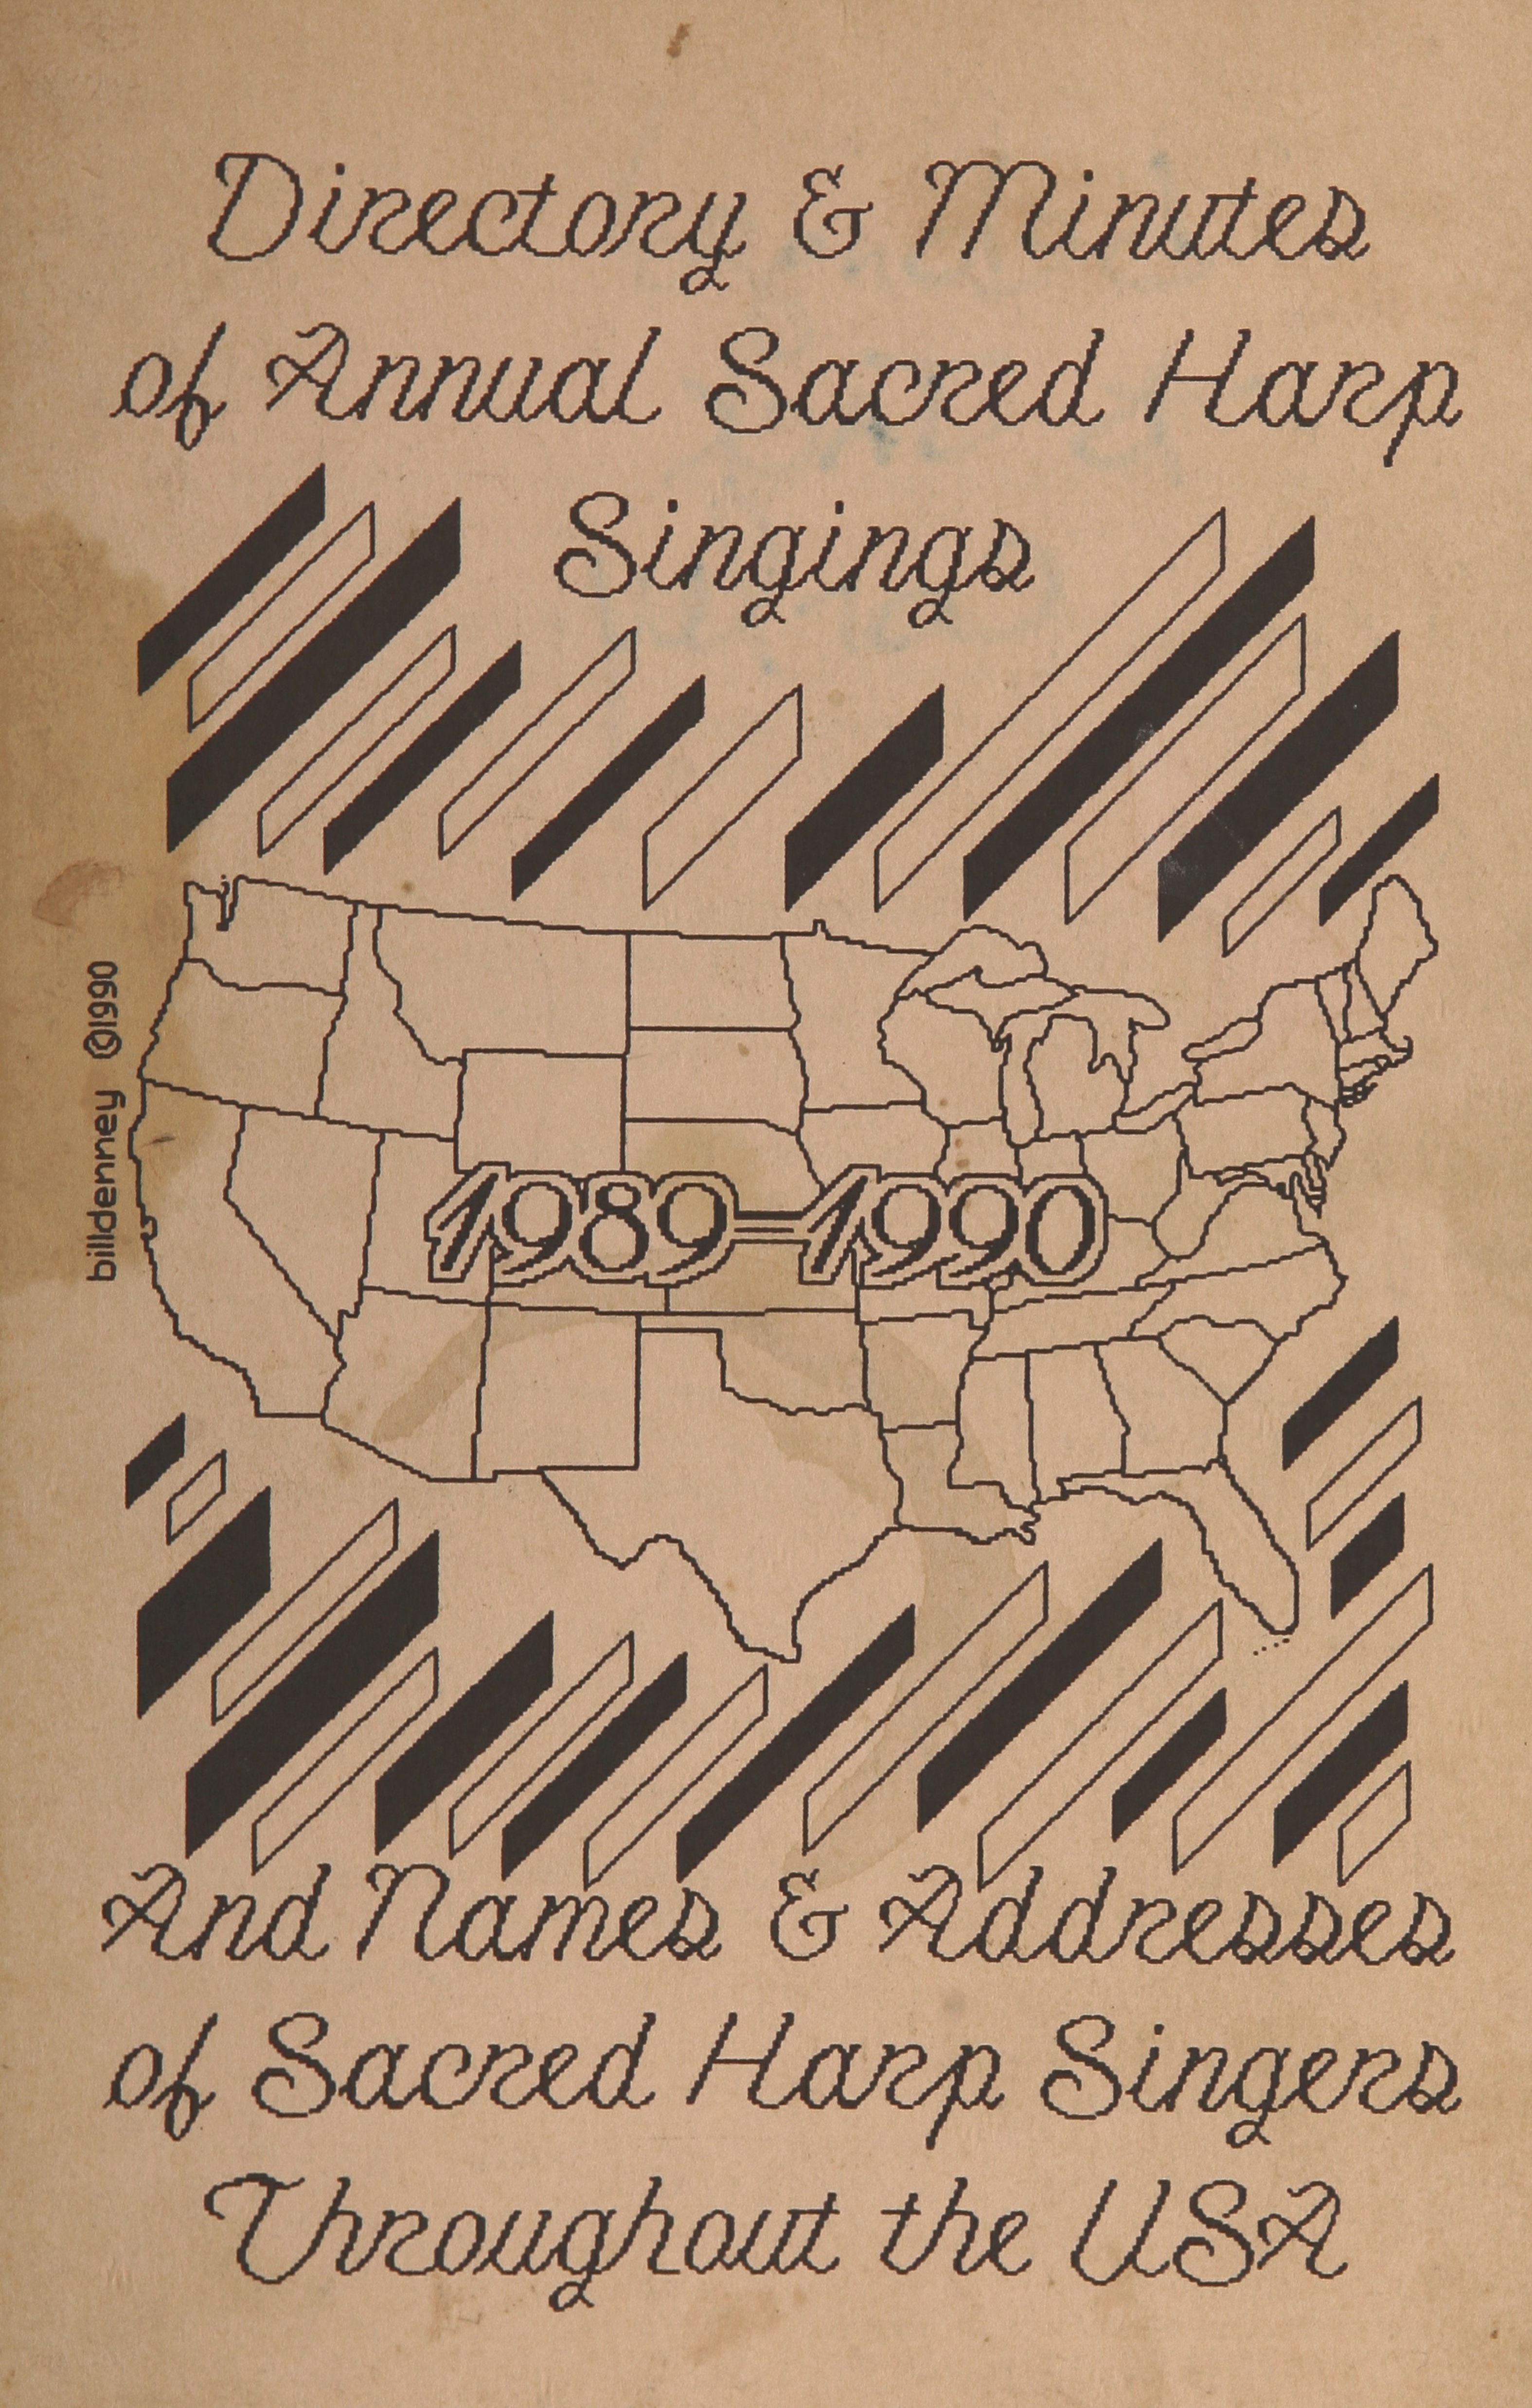 Directory & Minutes
of Annual Sacred Harp
Singings
billdenney ©1990
1989-1990
And Names & Addresses
of Sacred Harp Singers
Throughout the USA